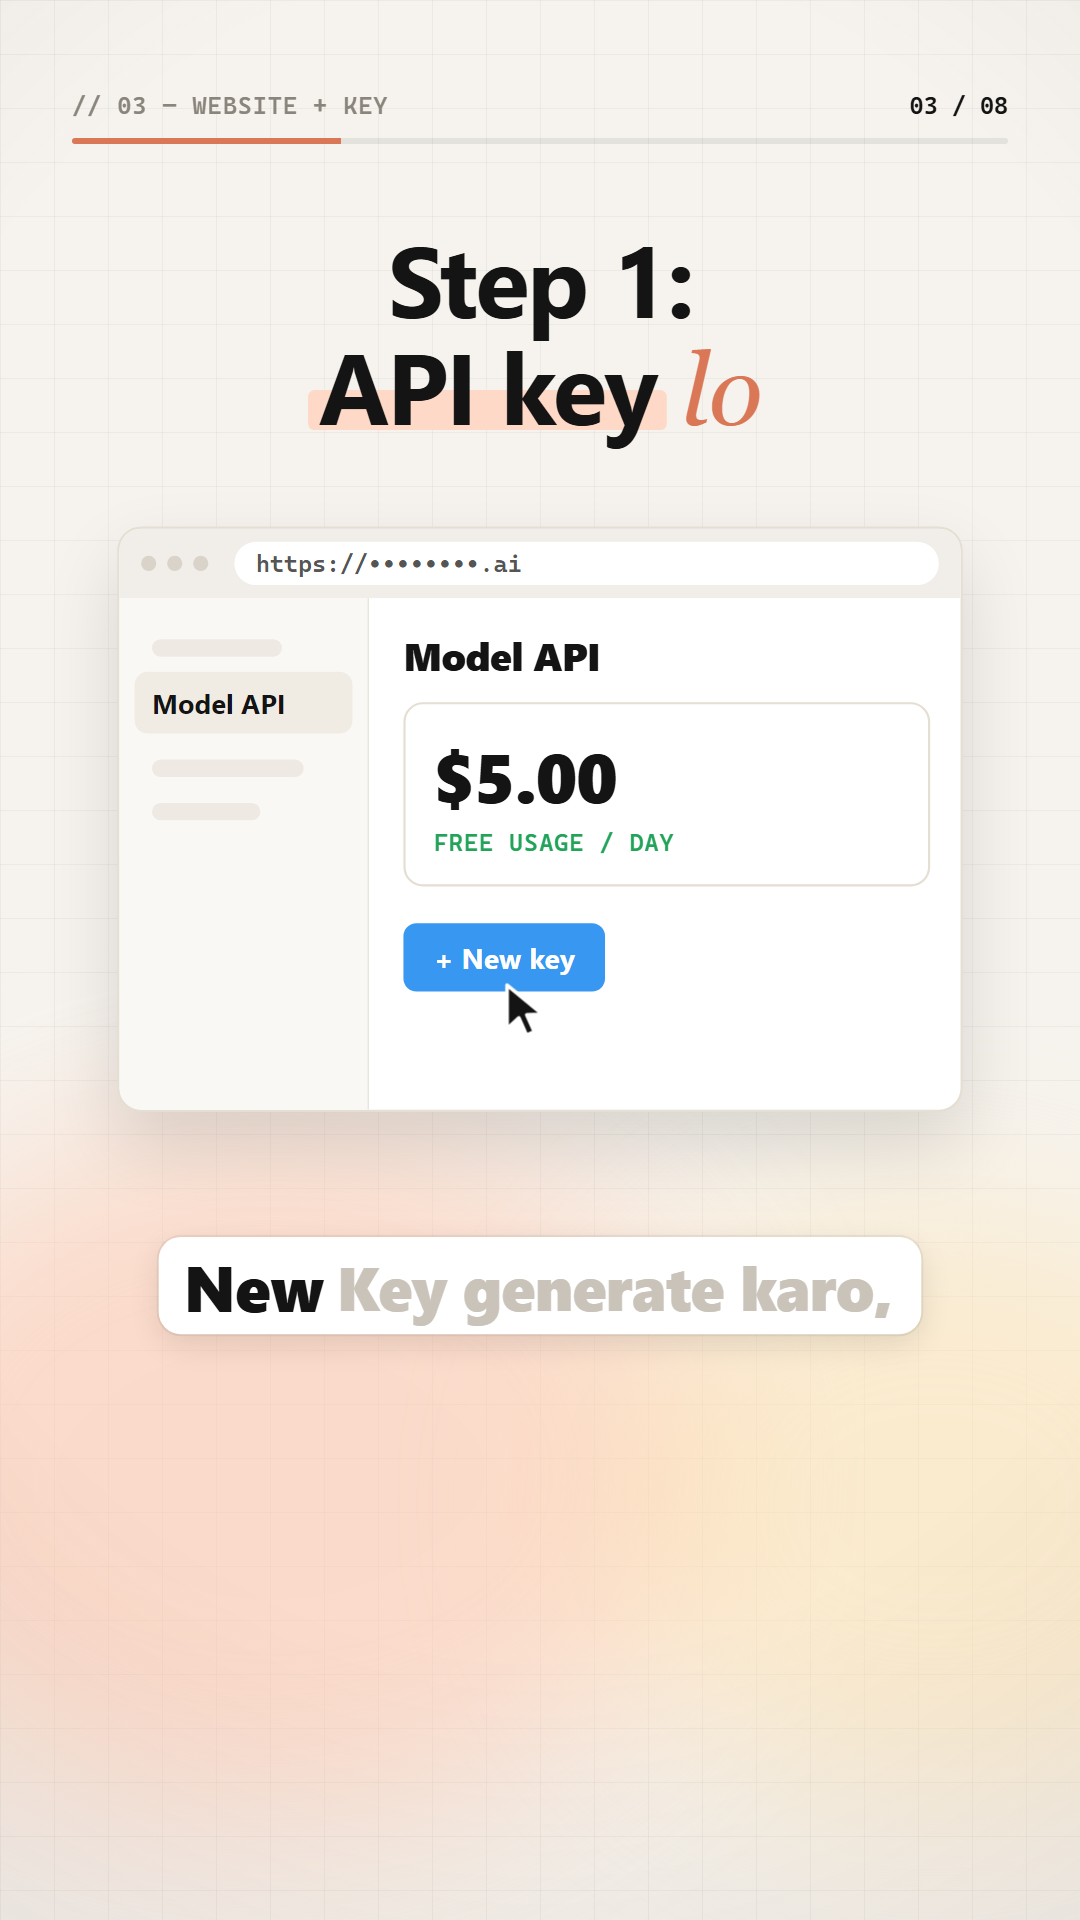 // 03 — WEBSITE + KEY
03 / 08
Step 1:
API key lo
https://••••••••.ai
Model API
Model API
$5.00
FREE USAGE / DAY
+ New key
New Key generate karo,